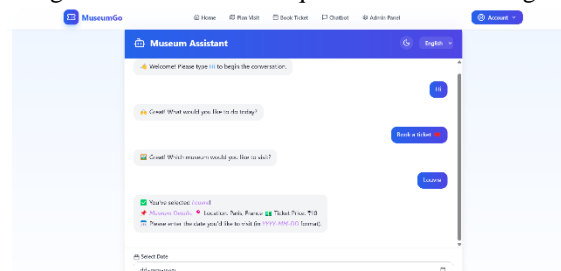 MuseumGo Home Plan Visit Book Ticket Chatbot Admin Panel Account
Museum Assistant English
Welcome! Please type Hi to begin the conversation.
Hi
Great! What would you like to do today?
Book a ticket
Great! Which museum would you like to visit?
Louvre
You've selected Louvre!
Museum Details: Location: Paris, France Ticket Price: ₹10
Please enter the date you'd like to visit (in YYYY-MM-DD format).
Select Date